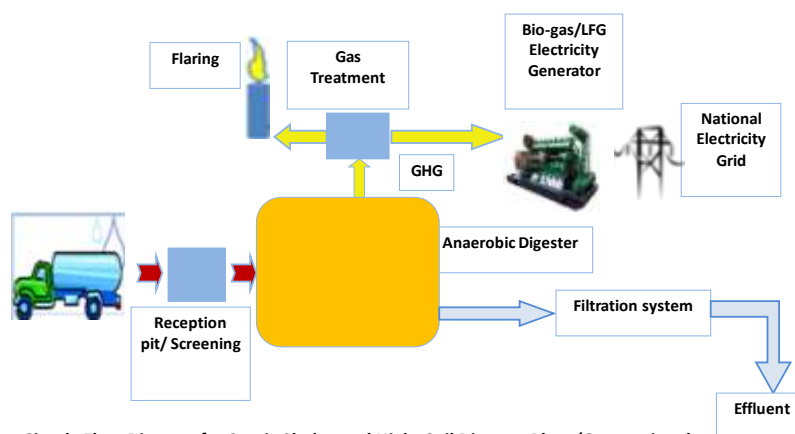 Bio-gas/LFG
Electricity
Generator
Flaring
Gas
Treatment
National
Electricity
Grid
GHG
Anaerobic Digester
Filtration system
Reception
pit/ Screening
Effluent